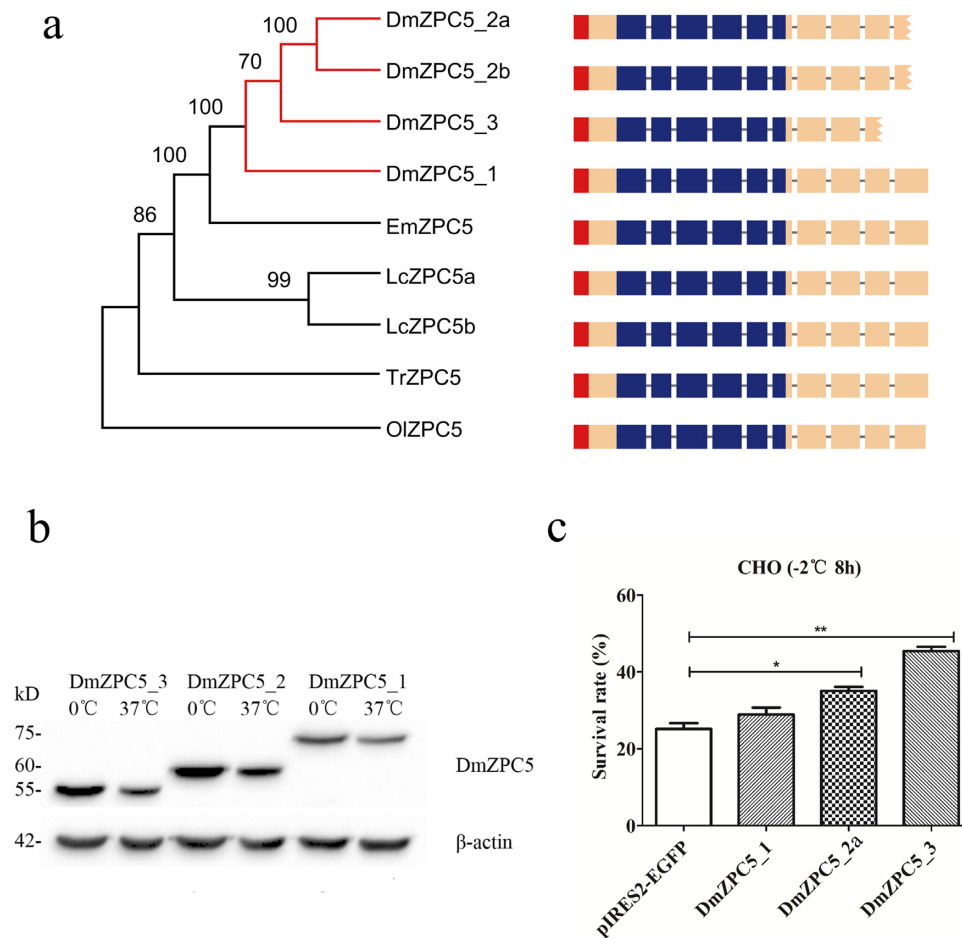 a
DmZPC5_2a
100
DmZPC5_2b
70
DmZPC5_3
100
DmZPC5_1
100
EmZPC5
86
LcZPC5a
99
LcZPC5b
TrZPC5
OlZPC5
b
kD
DmZPC5_3 DmZPC5_2 DmZPC5_1
0℃ 37℃ 0℃ 37℃ 0℃ 37℃
75-
60-
55-
42-
DmZPC5
β-actin
c
CHO (-2℃ 8h)
Survival rate (%)
60
40
20
0
**
*
pIRES2-EGFP
DmZPC5_1
DmZPC5_2a
DmZPC5_3